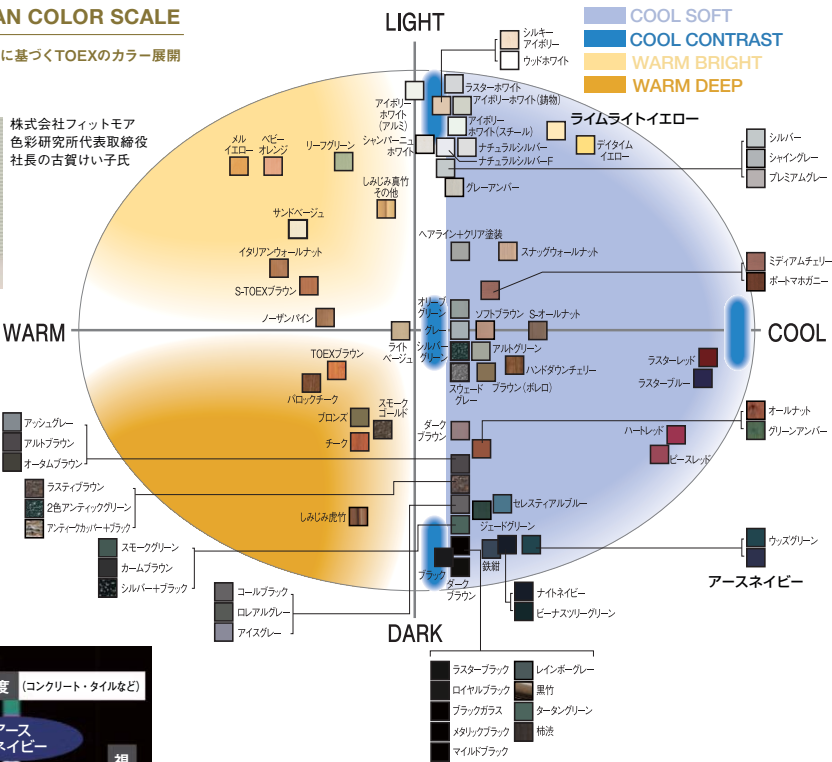 AN COLOR SCALE
に基づくTOEXのカラー展開
株式会社フィットモア
色彩研究所代表取締役
社長の古賀けい子氏
LIGHT
COOL SOFT
COOL CONTRAST
WARM BRIGHT
WARM DEEP
シルキー
アイボリー
ウッドホワイト
ラスターホワイト
アイボリーホワイト(鋳物)
アイボリー
ホワイト
(アルミ)
アイボリー
ホワイト(スチール)
シャンパーニュ
ホワイト
ナチュラルシルバー
ナチュラルシルバーF
グレーアンバー
ライムライトイエロー
デイタイム
イエロー
シルバー
シャイングレー
プレミアムグレー
メル
イエロー
ベビー
オレンジ
リーフグリーン
しみじみ真竹
その他
サンドベージュ
イタリアンウォールナット
S-TOEXブラウン
ノーザンパイン
ヘアライン+クリア塗装
スナッグウォールナット
ミディアムチェリー
ポートマホガニー
WARM
COOL
ライト
ベージュ
オリーブ
グリーン
グレー
シルバー
グリーン
ソフトブラウン
S-オールナット
アルトグリーン
ハンドダウンチェリー
スウェード
グレー
ブラウン(ボレロ)
ラスターレッド
ラスターブルー
TOEXブラウン
バロックチーク
ブロンズ
スモーク
ゴールド
チーク
しみじみ虎竹
ダーク
ブラウン
オールナット
グリーンアンバー
ハートレッド
ピースレッド
アッシュグレー
アルトブラウン
オータムブラウン
ラスティブラウン
2色アンティックグリーン
アンティークカッパー+ブラック
スモークグリーン
カームブラウン
シルバー+ブラック
コールブラック
ロレアルグレー
アイスグレー
セレスティアルブルー
ジェードグリーン
ブラック
ダーク
ブラウン
鉄紺
ウッズグリーン
アースネイビー
ナイトネイビー
ビーナスツリーグリーン
DARK
ラスターブラック
ロイヤルブラック
ブラックガラス
メタリックブラック
マイルドブラック
レインボーグレー
黒竹
タータングリーン
柿渋
度
(コンクリート・タイルなど)
アース
ネイビー
視